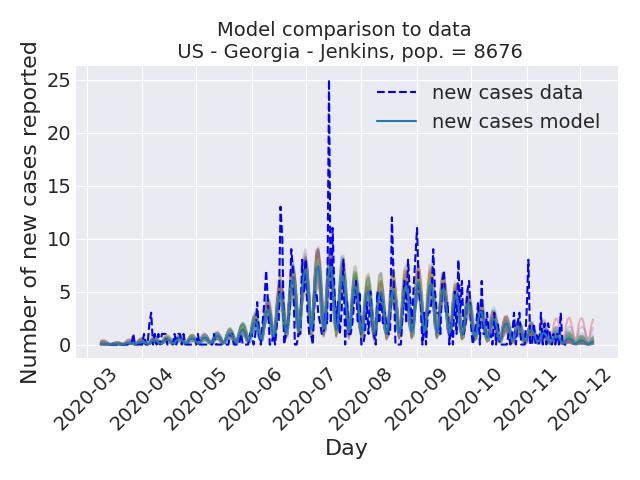 Model comparison to data
US - Georgia - Jenkins, pop. = 8676
Number of new cases reported
25
20
15
10
5
0
new cases data
new cases model
2020-03
2020-04
2020-05
2020-06
2020-07
2020-08
2020-09
2020-10
2020-11
2020-12
Day